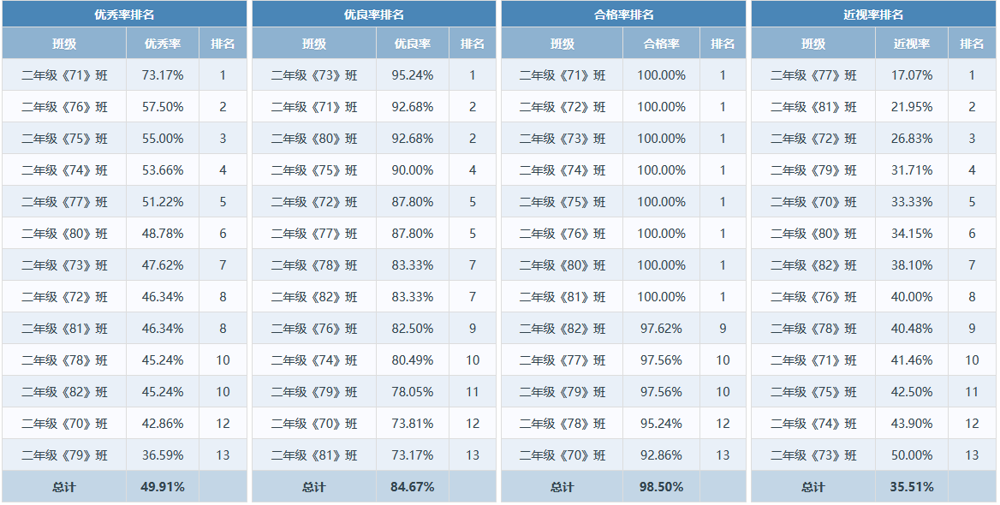 优秀率排名 优良率排名 合格率排名 近视率排名
班级 优秀率 排名 班级 优良率 排名 班级 合格率 排名 班级 近视率 排名
二年级《71》班 73.17% 1 二年级《73》班 95.24% 1 二年级《71》班 100.00% 1 二年级《77》班 17.07% 1
二年级《76》班 57.50% 2 二年级《71》班 92.68% 2 二年级《72》班 100.00% 1 二年级《81》班 21.95% 2
二年级《75》班 55.00% 3 二年级《80》班 92.68% 2 二年级《73》班 100.00% 1 二年级《72》班 26.83% 3
二年级《74》班 53.66% 4 二年级《75》班 90.00% 4 二年级《74》班 100.00% 1 二年级《79》班 31.71% 4
二年级《77》班 51.22% 5 二年级《72》班 87.80% 5 二年级《75》班 100.00% 1 二年级《70》班 33.33% 5
二年级《80》班 48.78% 6 二年级《77》班 87.80% 5 二年级《76》班 100.00% 1 二年级《80》班 34.15% 6
二年级《73》班 47.62% 7 二年级《78》班 83.33% 7 二年级《80》班 100.00% 1 二年级《82》班 38.10% 7
二年级《72》班 46.34% 8 二年级《82》班 83.33% 7 二年级《81》班 100.00% 1 二年级《76》班 40.00% 8
二年级《81》班 46.34% 8 二年级《76》班 82.50% 9 二年级《82》班 97.62% 9 二年级《78》班 40.48% 9
二年级《78》班 45.24% 10 二年级《74》班 80.49% 10 二年级《77》班 97.56% 10 二年级《71》班 41.46% 10
二年级《82》班 45.24% 10 二年级《79》班 78.05% 11 二年级《79》班 97.56% 10 二年级《75》班 42.50% 11
二年级《70》班 42.86% 12 二年级《70》班 73.81% 12 二年级《78》班 95.24% 12 二年级《74》班 43.90% 12
二年级《79》班 36.59% 13 二年级《81》班 73.17% 13 二年级《70》班 92.86% 13 二年级《73》班 50.00% 13
总计 49.91% 总计 84.67% 总计 98.50% 总计 35.51%